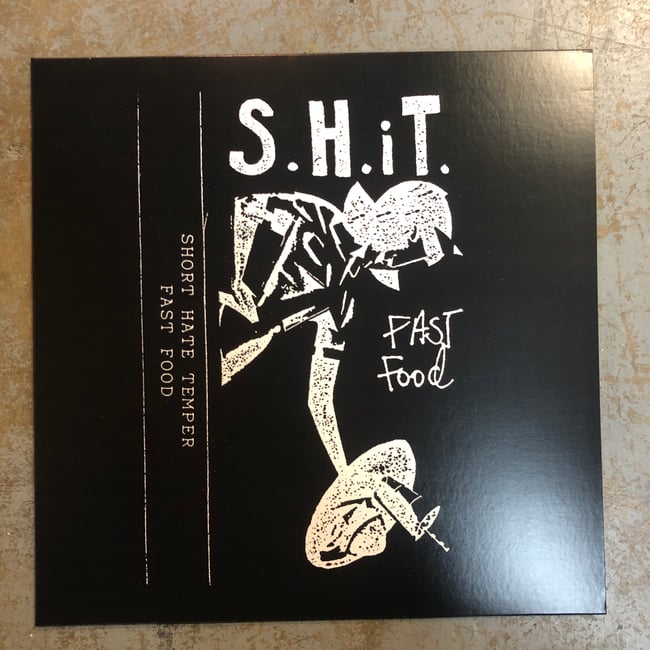 S.H.iT.
FAST
Food
SHORT HATE TEMPER
FAST FOOD